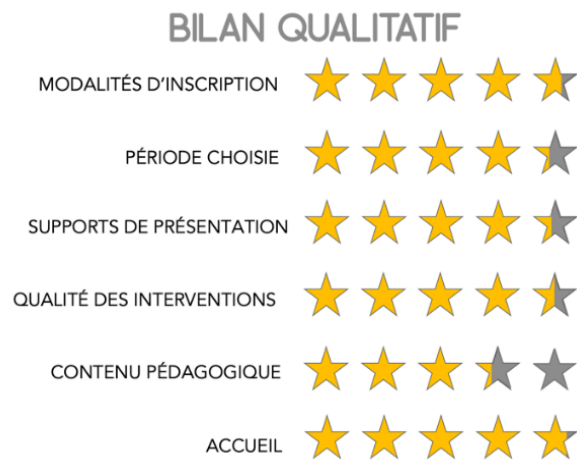 BILAN QUALITATIF
MODALITÉS D'INSCRIPTION
PÉRIODE CHOISIE
SUPPORTS DE PRÉSENTATION
QUALITÉ DES INTERVENTIONS
CONTENU PÉDAGOGIQUE
ACCUEIL